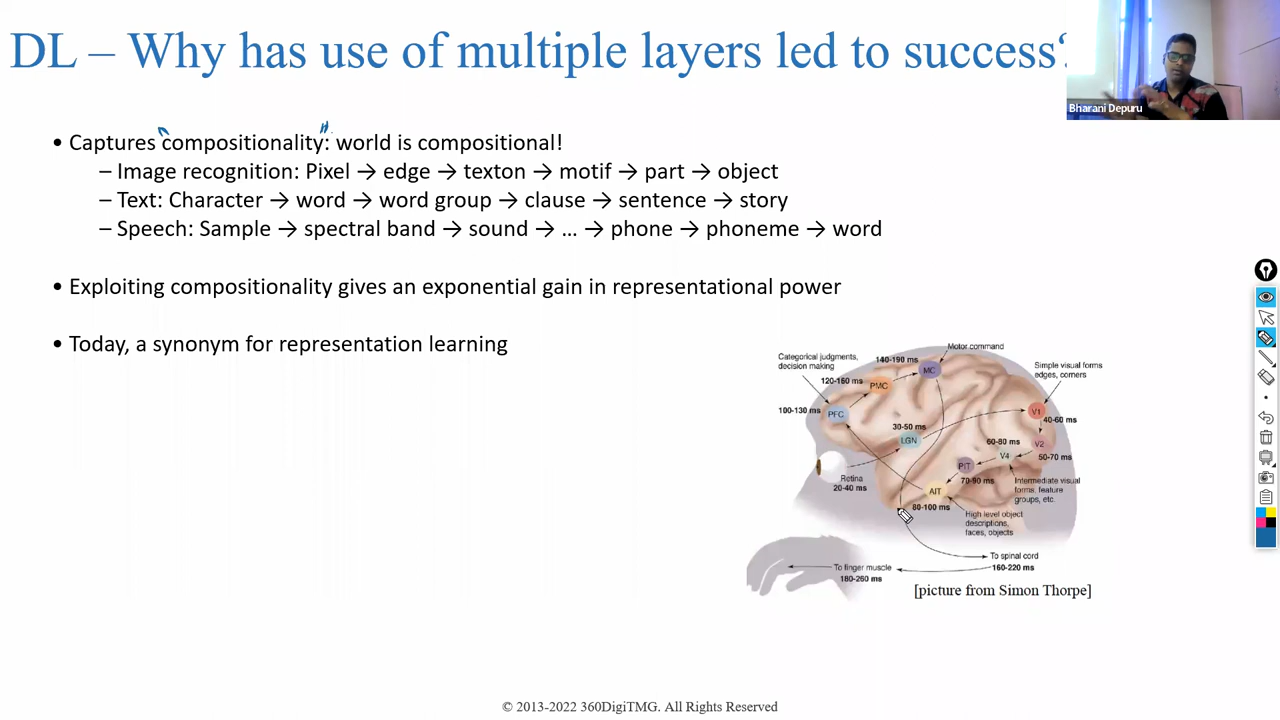 DL – Why has use of multiple layers led to success?
Bharani Depuru
• Captures compositionality: world is compositional!
– Image recognition: Pixel → edge → texton → motif → part → object
– Text: Character → word → word group → clause → sentence → story
– Speech: Sample → spectral band → sound → ... → phone → phoneme → word
• Exploiting compositionality gives an exponential gain in representational power
• Today, a synonym for representation learning
Categorical judgments,
decision making
140-190 ms
Motor command
120-160 ms
PMC
MC
Simple visual forms
edges, corners
100-130 ms
PFC
30-50 ms
LGN
V1
40-60 ms
60-80 ms
V2
V4
50-70 ms
PIT
70-90 ms
Retina
20-40 ms
AIT
80-100 ms
Intermediate visual
forms, feature
groups, etc.
High level object
descriptions,
faces, objects
To spinal cord
160-220 ms
To finger muscle
180-260 ms
[picture from Simon Thorpe]
© 2013-2022 360DigiTMG. All Rights Reserved